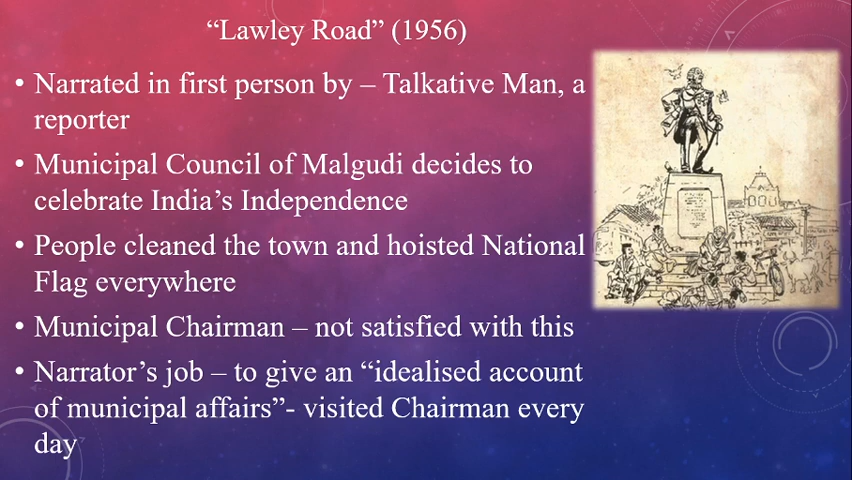 “Lawley Road” (1956)
• Narrated in first person by – Talkative Man, a
reporter
• Municipal Council of Malgudi decides to
celebrate India’s Independence
• People cleaned the town and hoisted National
Flag everywhere
• Municipal Chairman – not satisfied with this
• Narrator’s job – to give an “idealised account
of municipal affairs”- visited Chairman every
day